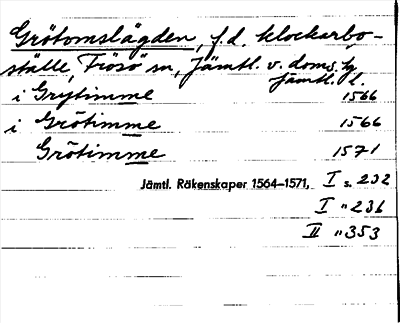 Grötomslägden, f.d. klockarbo-
ställe, Frösö sn, Jämtl. v. doms. hg
Jämtl. l.
i Grytimme 1566
i Grötimme 1566
Grötimme 1571
Jämtl. Räkenskaper 1564–1571, I s. 232
I " 236
II " 353